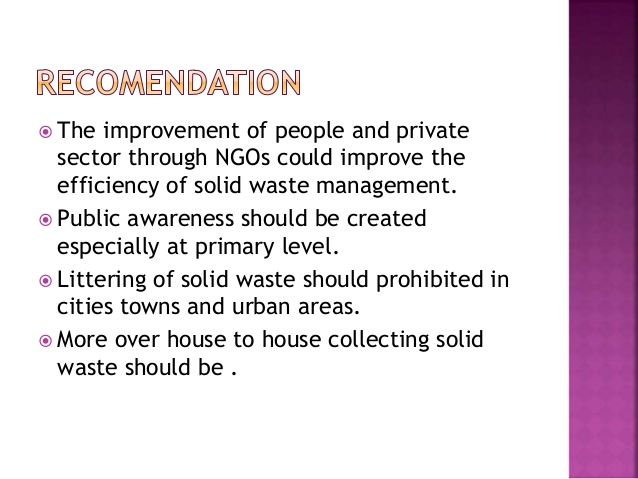 RECOMENDATION
The improvement of people and private
sector through NGOs could improve the
efficiency of solid waste management.
Public awareness should be created
especially at primary level.
Littering of solid waste should prohibited in
cities towns and urban areas.
More over house to house collecting solid
waste should be .